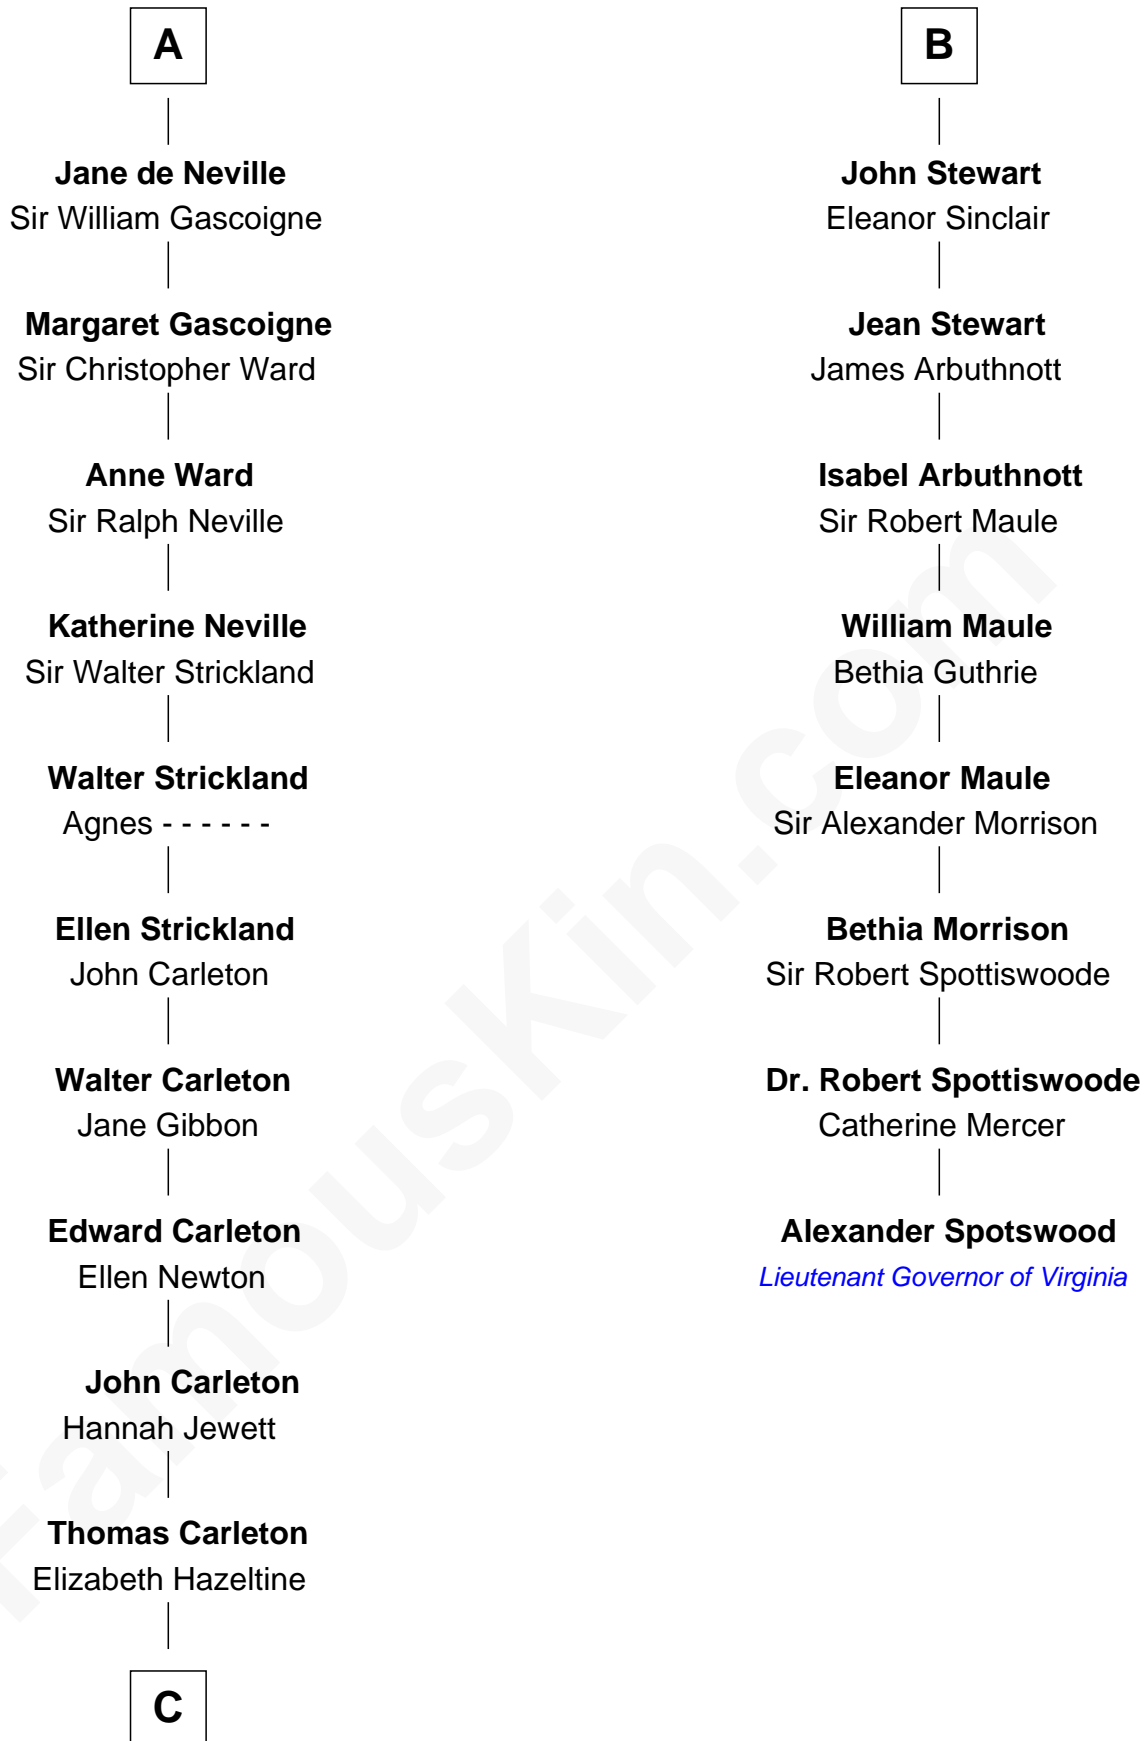 A
Jane de Neville
Sir William Gascoigne
Margaret Gascoigne
Sir Christopher Ward
Anne Ward
Sir Ralph Neville
Katherine Neville
Sir Walter Strickland
Walter Strickland
Agnes - - - - - -
Ellen Strickland
John Carleton
Walter Carleton
Jane Gibbon
Edward Carleton
Ellen Newton
John Carleton
Hannah Jewett
Thomas Carleton
Elizabeth Hazeltine
C
B
John Stewart
Eleanor Sinclair
Jean Stewart
James Arbuthnott
Isabel Arbuthnott
Sir Robert Maule
William Maule
Bethia Guthrie
Eleanor Maule
Sir Alexander Morrison
Bethia Morrison
Sir Robert Spottiswoode
Dr. Robert Spottiswoode
Catherine Mercer
Alexander Spotswood
Lieutenant Governor of Virginia
FamousKin.com